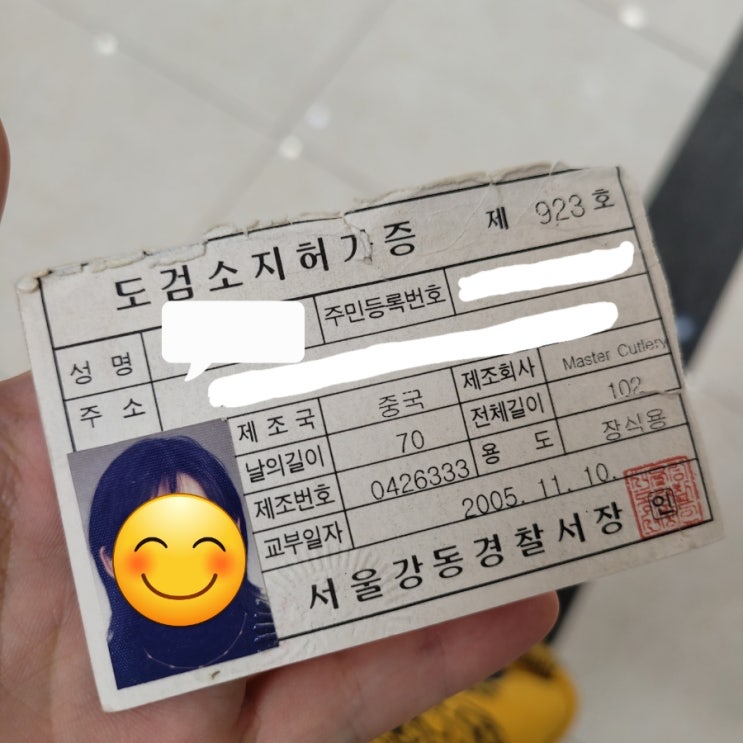 도검소지허가증 제 923 호
성 명 주민등록번호
주 소
제 조 국 중국 제조회사 Master Cutlery
날의길이 70 전체길이 102
제조번호 0426333 용 도 장식용
교부일자 2005. 11. 10.
서울강동경찰서장 인